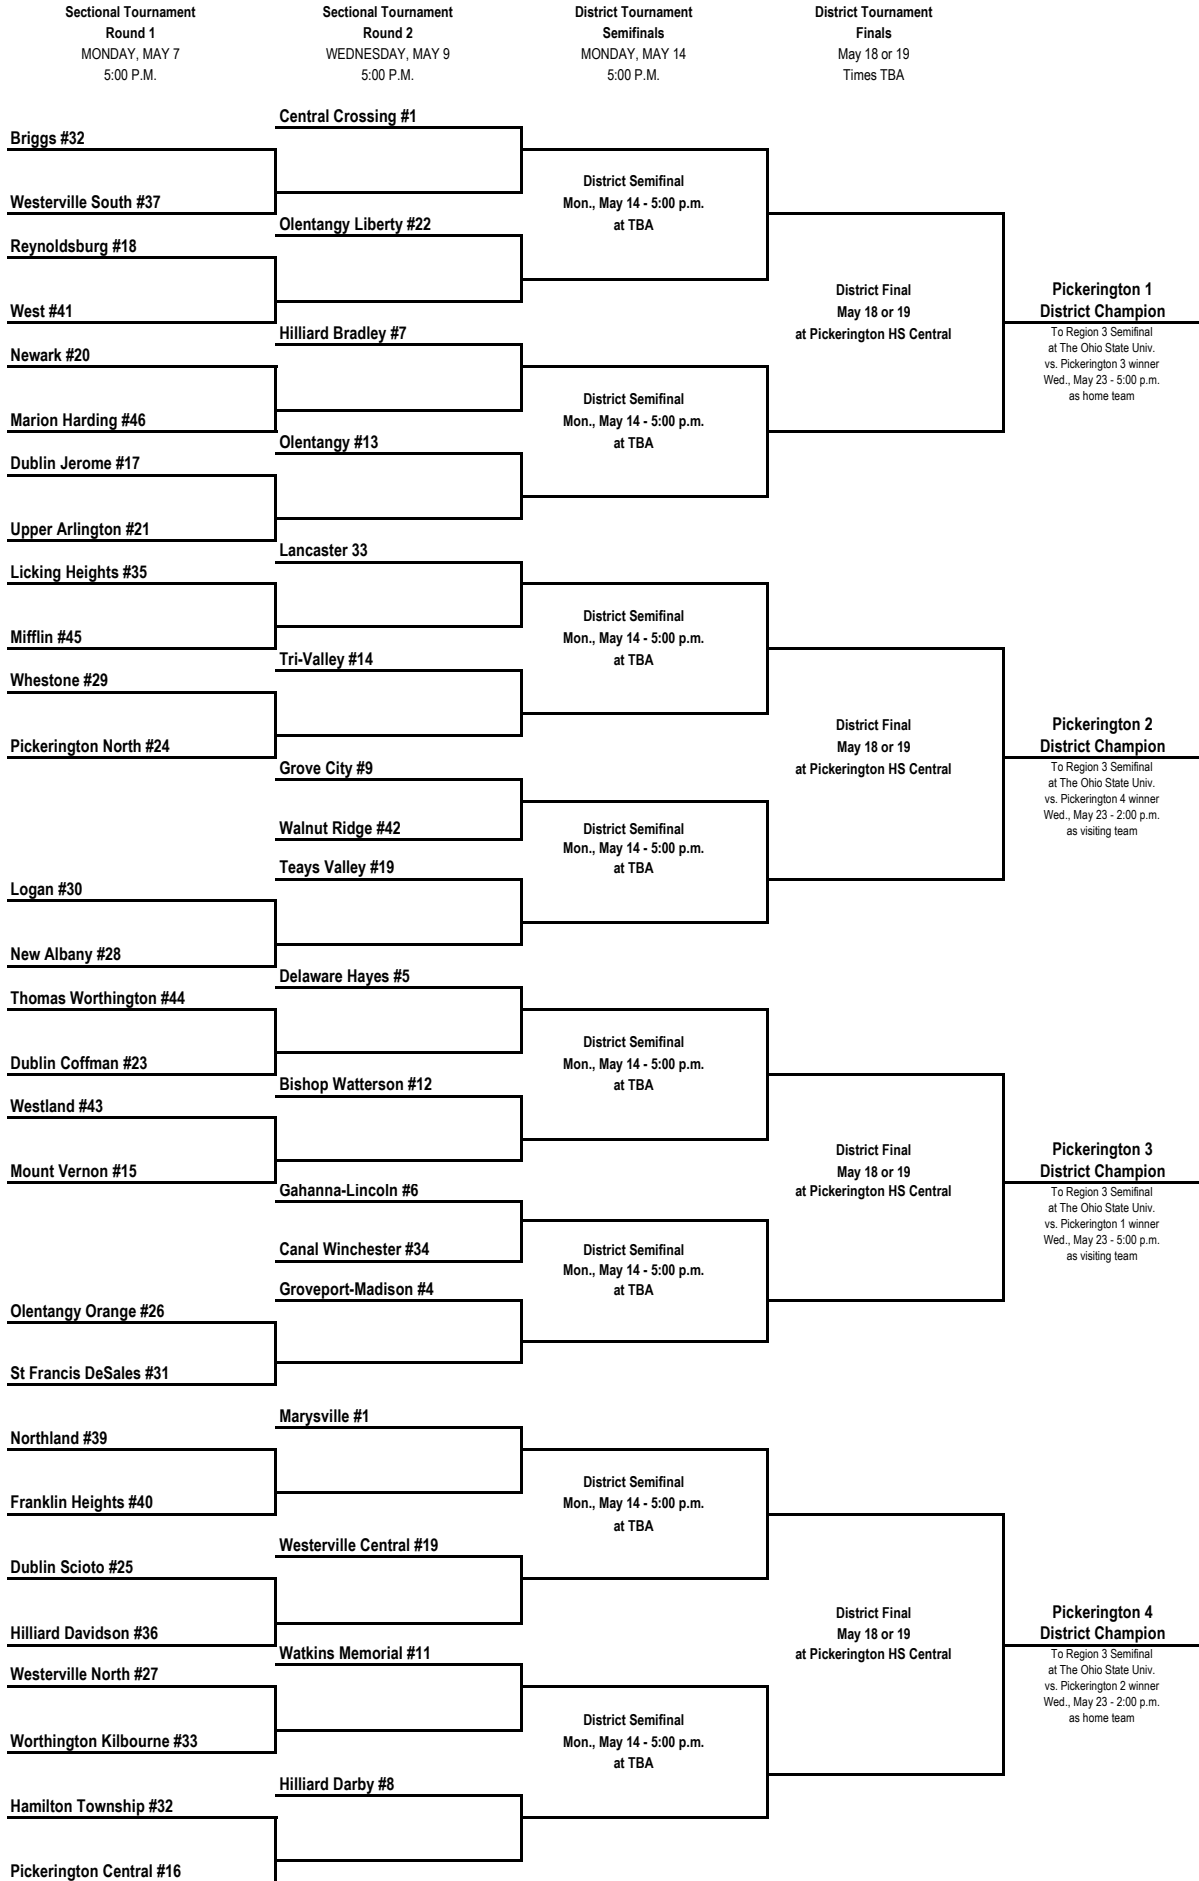 Sectional Tournament
Round 1
MONDAY, MAY 7
5:00 P.M.
Sectional Tournament
Round 2
WEDNESDAY, MAY 9
5:00 P.M.
District Tournament
Semifinals
MONDAY, MAY 14
5:00 P.M.
District Tournament
Finals
May 18 or 19
Times TBA
Briggs #32
Westerville South #37
Reynoldsburg #18
West #41
Newark #20
Marion Harding #46
Dublin Jerome #17
Upper Arlington #21
Licking Heights #35
Mifflin #45
Whestone #29
Pickerington North #24
Logan #30
New Albany #28
Thomas Worthington #44
Dublin Coffman #23
Westland #43
Mount Vernon #15
Olentangy Orange #26
St Francis DeSales #31
Northland #39
Franklin Heights #40
Dublin Scioto #25
Hilliard Davidson #36
Westerville North #27
Worthington Kilbourne #33
Hamilton Township #32
Pickerington Central #16
Central Crossing #1
Olentangy Liberty #22
Hilliard Bradley #7
Olentangy #13
Lancaster 33
Tri-Valley #14
Grove City #9
Walnut Ridge #42
Teays Valley #19
Delaware Hayes #5
Bishop Watterson #12
Gahanna-Lincoln #6
Canal Winchester #34
Groveport-Madison #4
Marysville #1
Westerville Central #19
Watkins Memorial #11
Hilliard Darby #8
District Semifinal
Mon., May 14 - 5:00 p.m.
at TBA
District Semifinal
Mon., May 14 - 5:00 p.m.
at TBA
District Semifinal
Mon., May 14 - 5:00 p.m.
at TBA
District Semifinal
Mon., May 14 - 5:00 p.m.
at TBA
District Semifinal
Mon., May 14 - 5:00 p.m.
at TBA
District Semifinal
Mon., May 14 - 5:00 p.m.
at TBA
District Semifinal
Mon., May 14 - 5:00 p.m.
at TBA
District Semifinal
Mon., May 14 - 5:00 p.m.
at TBA
District Final
May 18 or 19
at Pickerington HS Central
District Final
May 18 or 19
at Pickerington HS Central
District Final
May 18 or 19
at Pickerington HS Central
District Final
May 18 or 19
at Pickerington HS Central
Pickerington 1
District Champion
To Region 3 Semifinal
at The Ohio State Univ.
vs. Pickerington 3 winner
Wed., May 23 - 5:00 p.m.
as home team
Pickerington 2
District Champion
To Region 3 Semifinal
at The Ohio State Univ.
vs. Pickerington 4 winner
Wed., May 23 - 2:00 p.m.
as visiting team
Pickerington 3
District Champion
To Region 3 Semifinal
at The Ohio State Univ.
vs. Pickerington 1 winner
Wed., May 23 - 5:00 p.m.
as visiting team
Pickerington 4
District Champion
To Region 3 Semifinal
at The Ohio State Univ.
vs. Pickerington 2 winner
Wed., May 23 - 2:00 p.m.
as home team